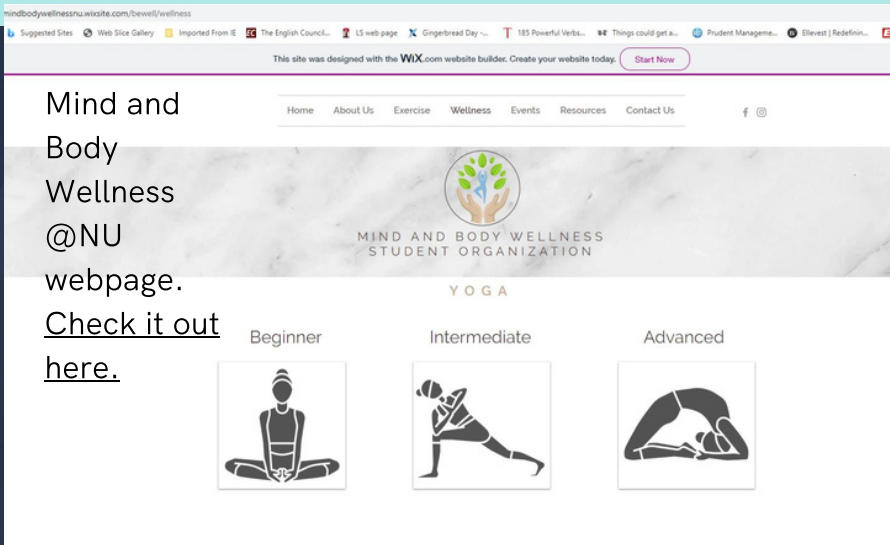 mindbodywellnessnu.wixsite.com/bewell/wellness
Suggested Sites Web Slice Gallery Imported From IE EC The English Council... LS web page Gingerbread Day -... T 185 Powerful Verbs... Things could get a... Prudent Manageme... Ellevest | Redefinin...
This site was designed with the WiX.com website builder. Create your website today. Start Now
Home About Us Exercise Wellness Events Resources Contact Us
Mind and
Body
Wellness
@NU
webpage.
Check it out
here.
MIND AND BODY WELLNESS
STUDENT ORGANIZATION
YOGA
Beginner Intermediate Advanced